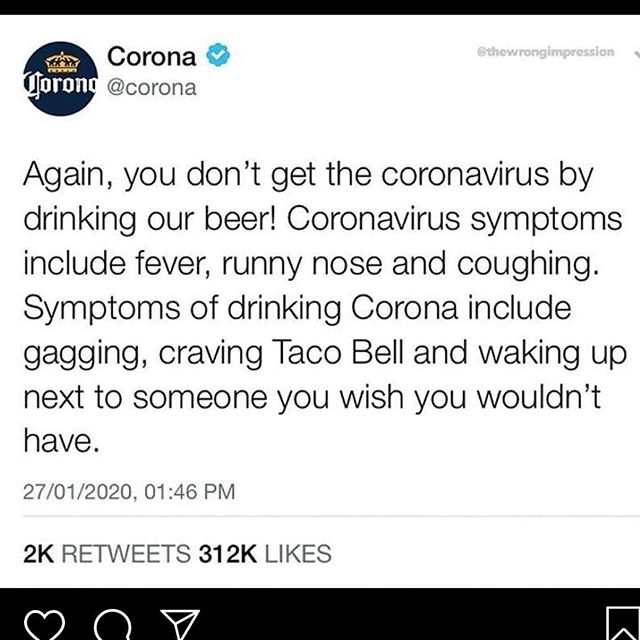 Corona
@thewrongimpression
Corona
@corona
Again, you don't get the coronavirus by
drinking our beer! Coronavirus symptoms
include fever, runny nose and coughing.
Symptoms of drinking Corona include
gagging, craving Taco Bell and waking up
next to someone you wish you wouldn't
have.
27/01/2020, 01:46 PM
2K RETWEETS 312K LIKES